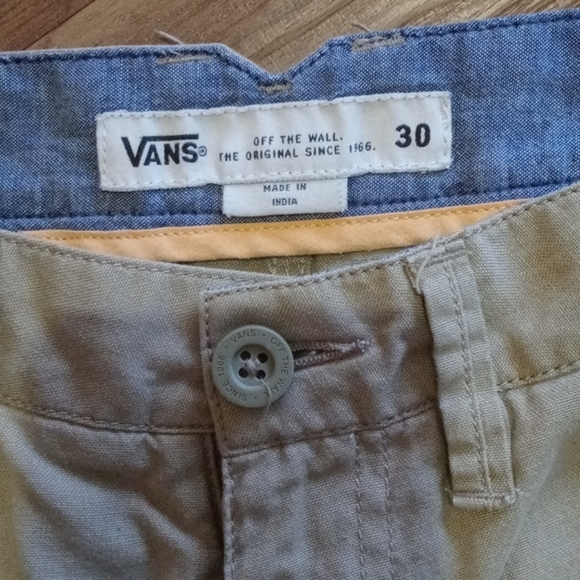 VANS®
OFF THE WALL.
THE ORIGINAL SINCE 1966.
30
MADE IN
INDIA
VANS • OFF THE WALL • SINCE 1966 •